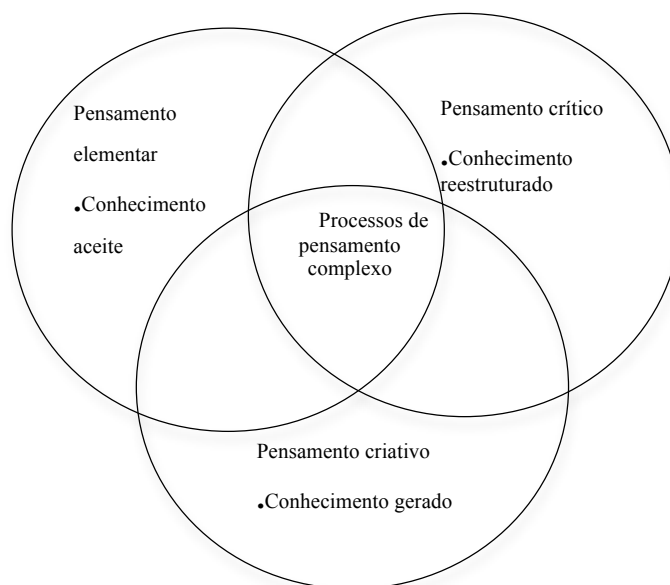 Pensamento
elementar
•Conhecimento
aceite
Pensamento crítico
•Conhecimento
reestruturado
Processos de
pensamento
complexo
Pensamento criativo
•Conhecimento gerado